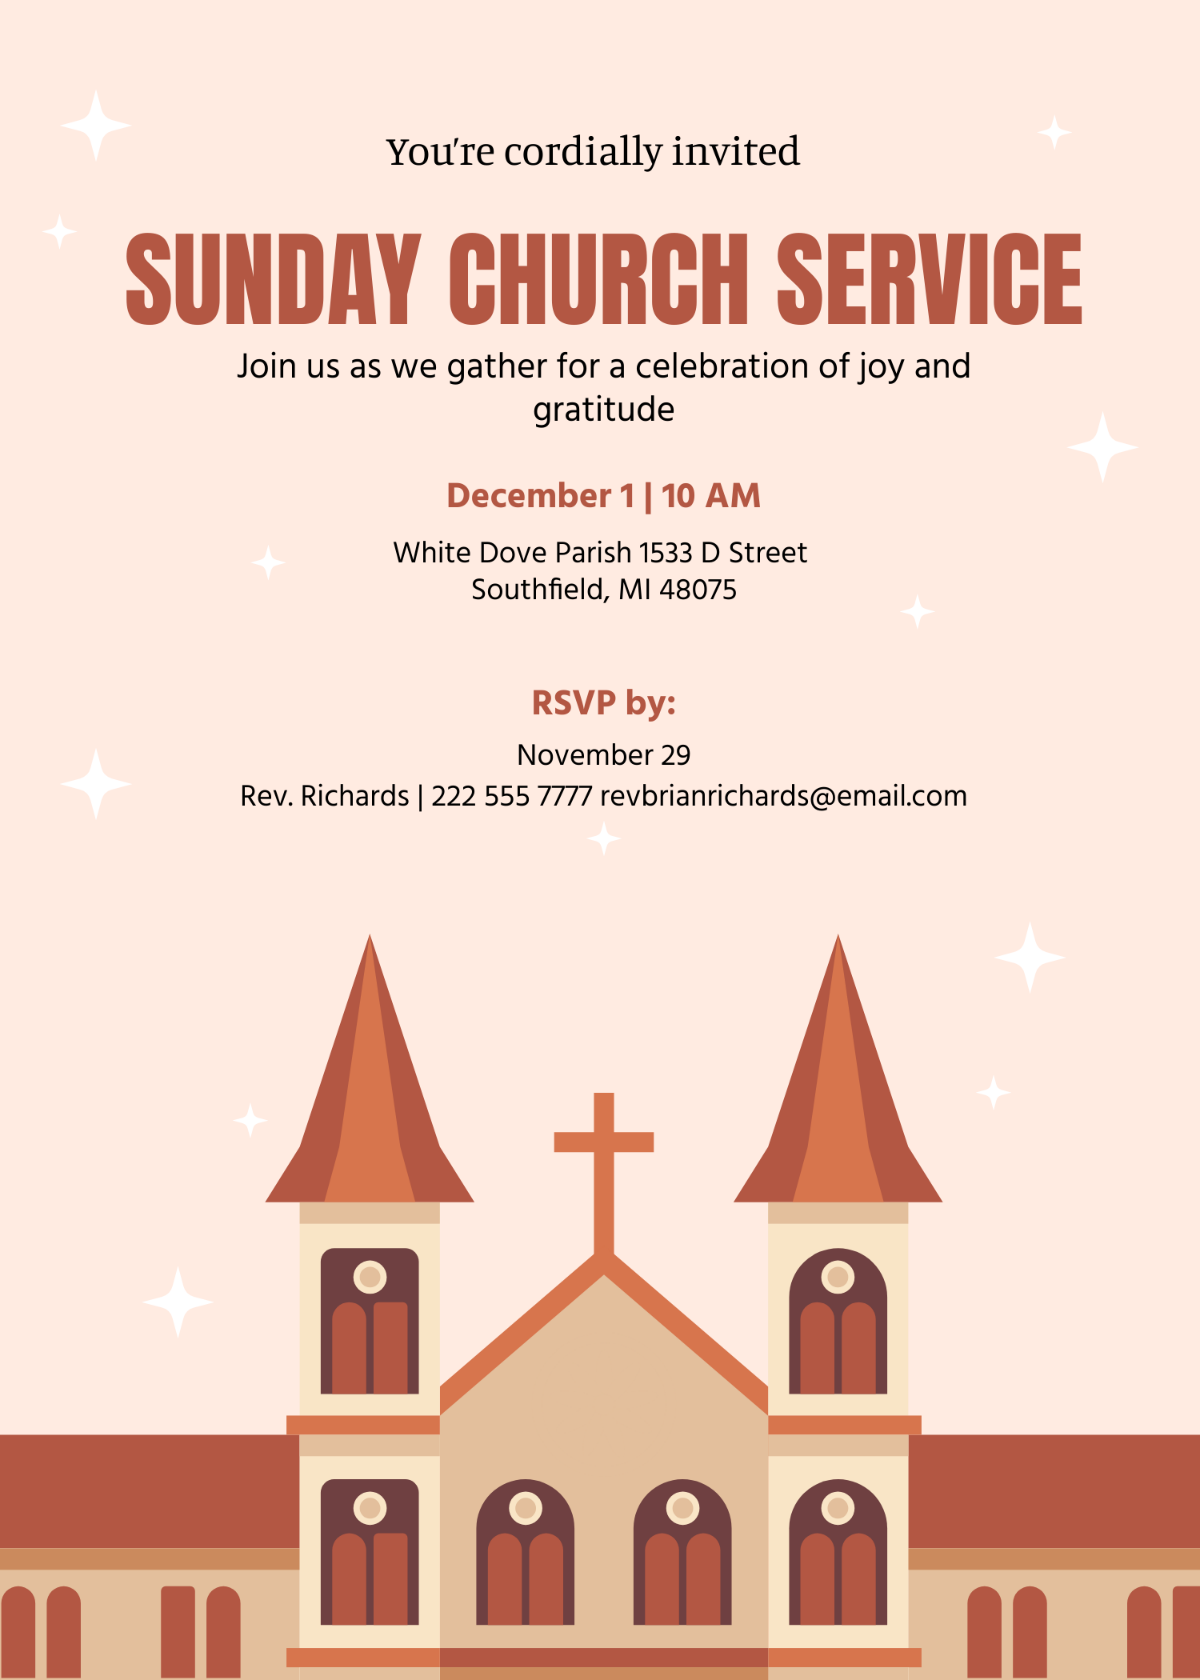 You're cordially invited
SUNDAY CHURCH SERVICE
Join us as we gather for a celebration of joy and
gratitude
December 1 | 10 AM
White Dove Parish 1533 D Street
Southfield, MI 48075
RSVP by:
November 29
Rev. Richards | 222 555 7777 revbrianrichards@email.com